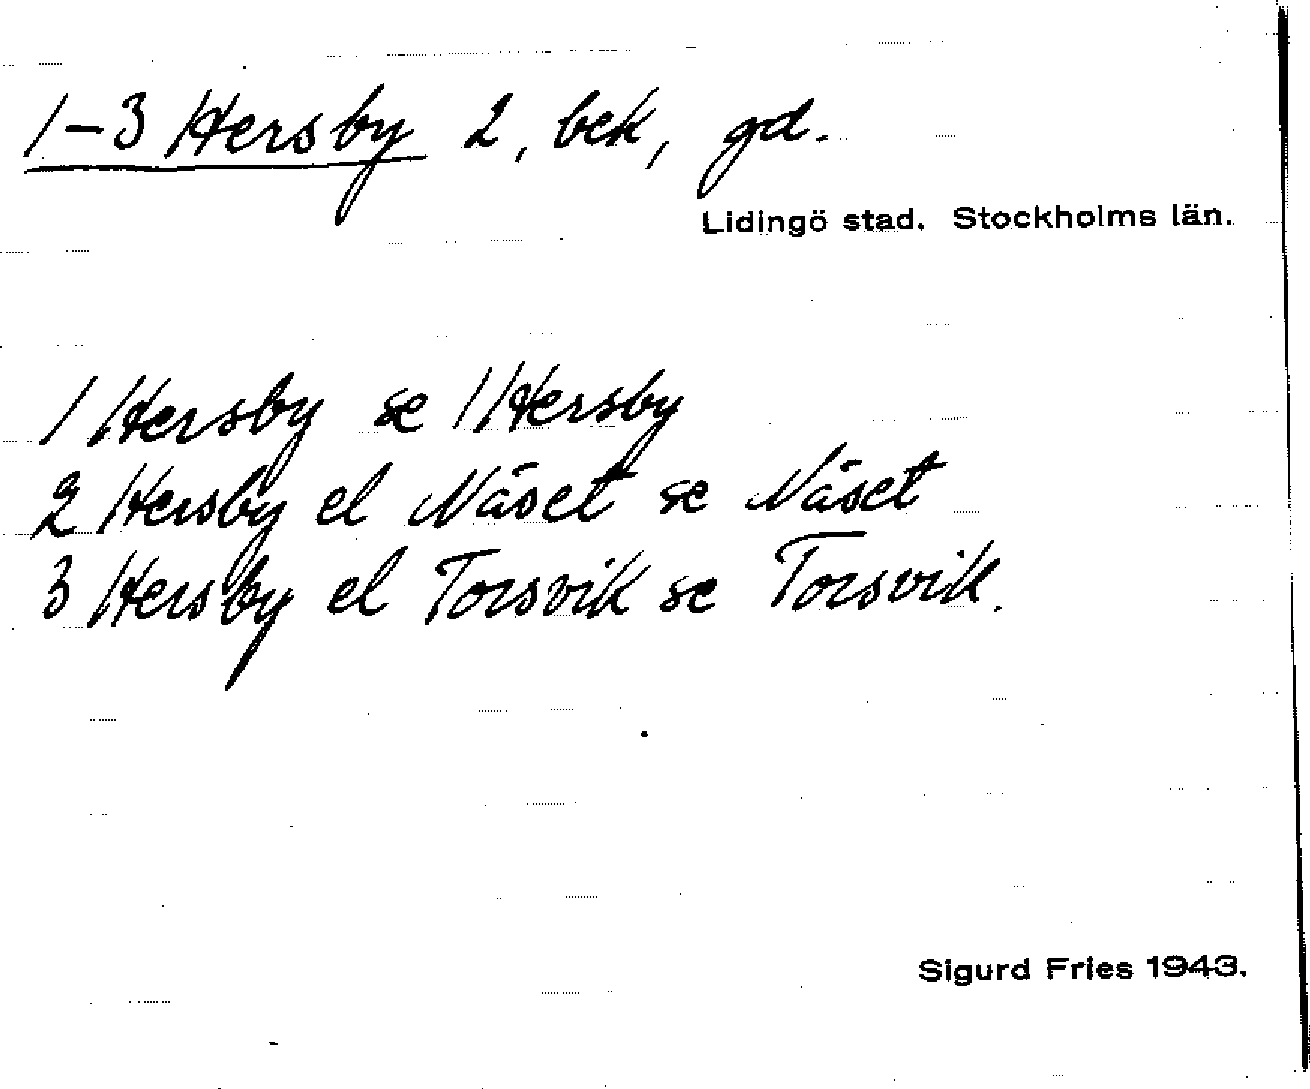 1-3 Hersby 2, bek, gd.
Lidingö stad. Stockholms län.
1 Hersby se 1 Hersby
2 Hersby el Näset se Näset
3 Hersby el Torsvik se Torsvik.
Sigurd Fries 1943.